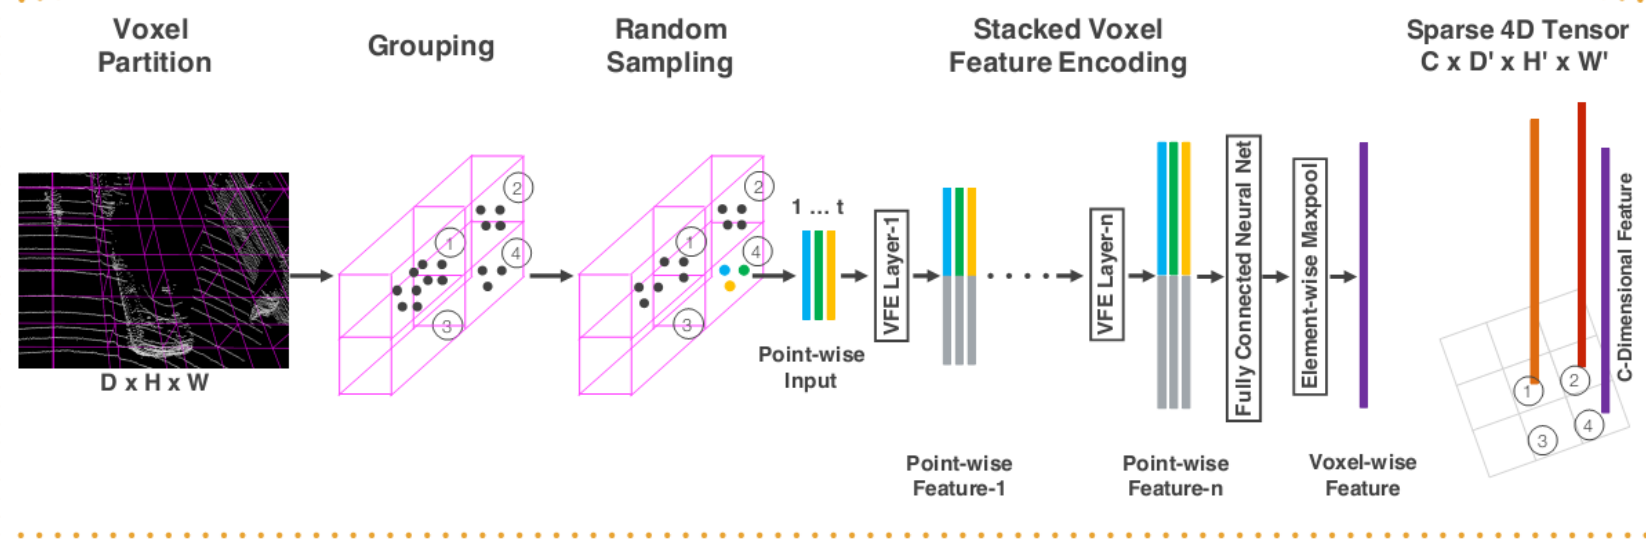 Voxel
Partition
Grouping
Random
Sampling
Stacked Voxel
Feature Encoding
Sparse 4D Tensor
C x D' x H' x W'
D x H x W
1
2
3
4
1
2
3
4
1 ... t
Point-wise
Input
VFE Layer-1
Point-wise
Feature-1
VFE Layer-n
Point-wise
Feature-n
Fully Connected Neural Net
Element-wise Maxpool
Voxel-wise
Feature
C-Dimensional Feature
1
2
3
4